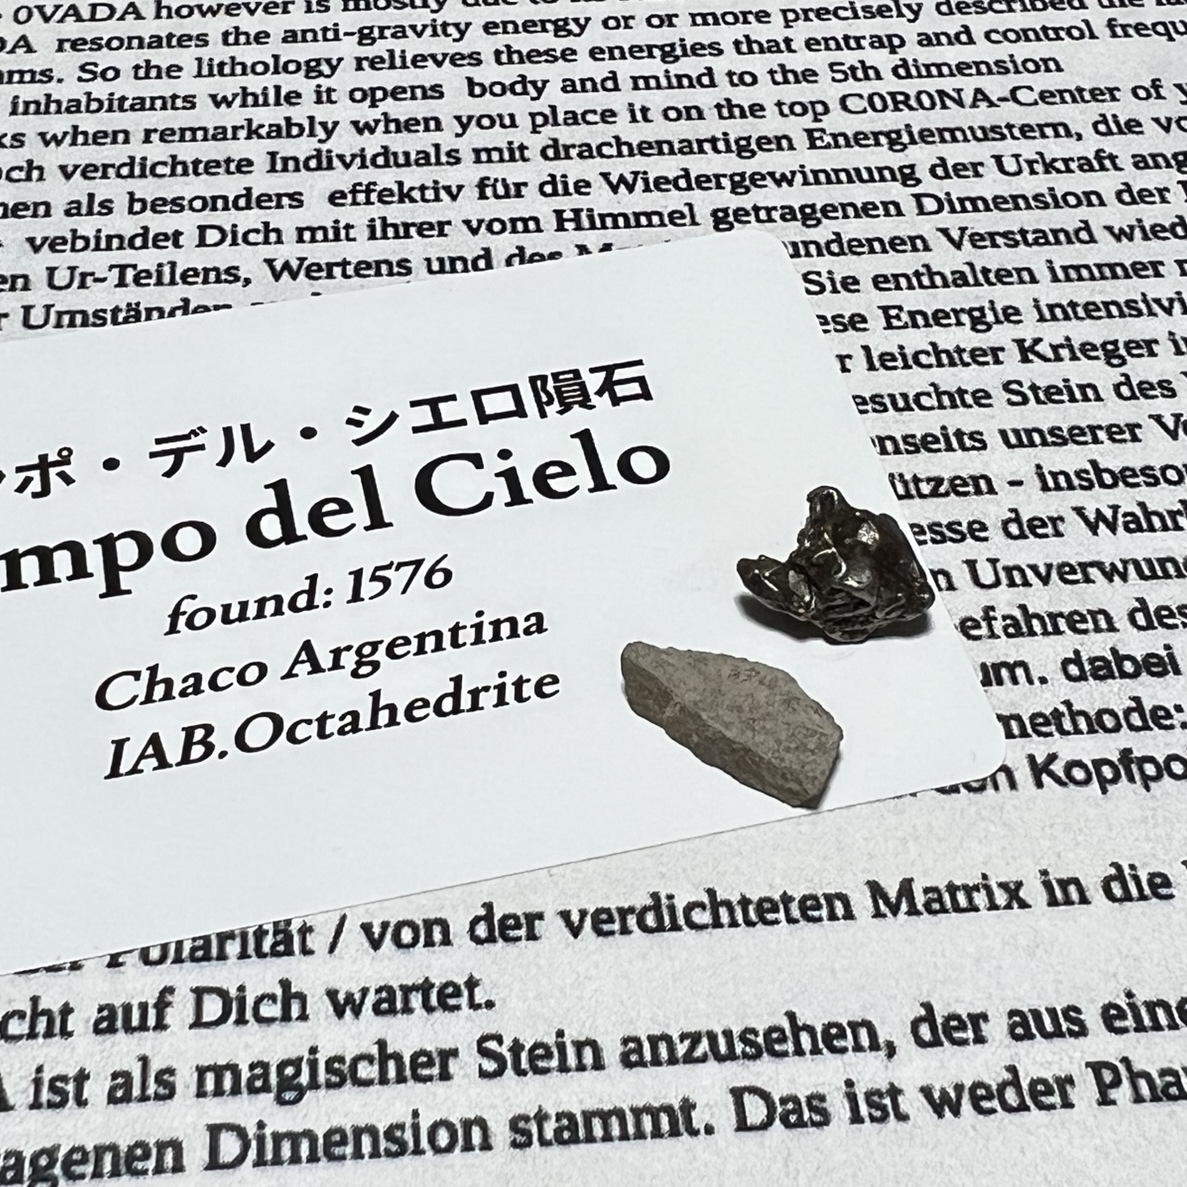 0VADA however is mostly
resonates the anti-gravity energy or or more precisely described the
ms. So the lithology relieves these energies that entrap and control frequ
inhabitants while it opens body and mind to the 5th dimension
ks when remarkably when you place it on the top C0R0NA-Center of
ch verdichtete Individuals mit drachenartigen Energiemustern, die vo
nen als besonders effektiv für die Wiedergewinnung der Urkraft ang
vebindet Dich mit ihrer vom Himmel getragenen Dimension der
en Ur-Teilens, Wertens und des undenen Verstand wied
r Umständen Sie enthalten immer
ese Energie intensivi
r leichter Krieger i
esuchte Stein des
nseits unserer V
ützen - insbeso
esse der Wahr
n Unverwun
efahren des
um. dabei
methode:
den Kopfpo
ポ・デル・シエロ隕石
mpo del Cielo
found: 1576
Chaco Argentina
IAB.Octahedrite
Polarität / von der verdichteten Matrix in die
cht auf Dich wartet.
ist als magischer Stein anzusehen, der aus eine
agenen Dimension stammt. Das ist weder Pha